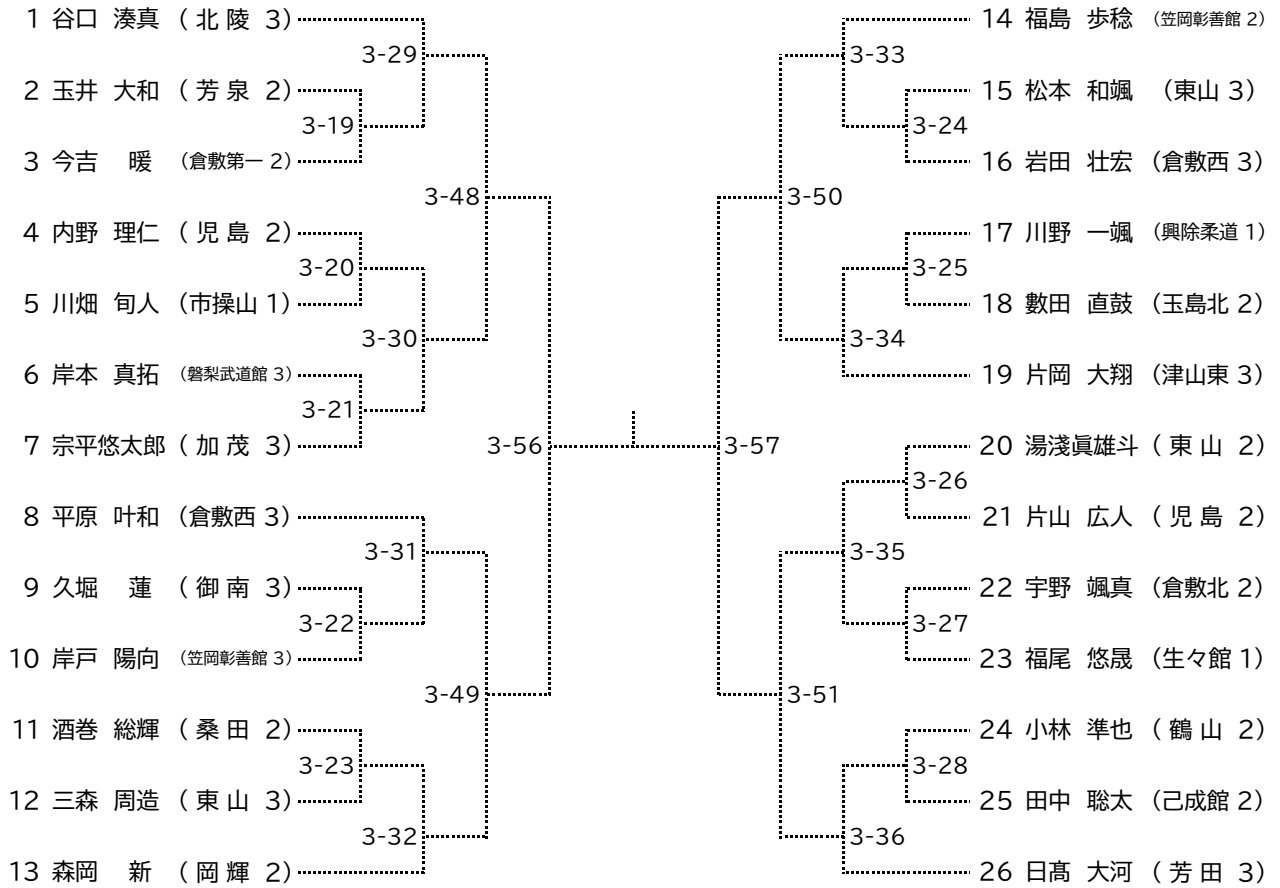 1 谷口 湊真 (北陵 3)
3-29
2 玉井 大和 (芳泉 2)
3-19
3 今吉 暖 (倉敷第一 2)
3-48
4 内野 理仁 (児島 2)
3-20
5 川畑 旬人 (市操山 1)
3-30
6 岸本 真拓 (磐梨武道館 3)
3-21
7 宗平悠太郎 (加茂 3)
3-56
8 平原 叶和 (倉敷西 3)
3-31
9 久堀 蓮 (御南 3)
3-22
10 岸戸 陽向 (笠岡彰善館 3)
3-49
11 酒巻 総輝 (桑田 2)
3-23
12 三森 周造 (東山 3)
3-32
13 森岡 新 (岡輝 2)
14 福島 歩稔 (笠岡彰善館 2)
3-33
15 松本 和颯 (東山 3)
3-24
16 岩田 壮宏 (倉敷西 3)
3-50
17 川野 一颯 (興除柔道 1)
3-25
18 數田 直鼓 (玉島北 2)
3-34
19 片岡 大翔 (津山東 3)
3-57
20 湯淺眞雄斗 (東山 2)
3-26
21 片山 広人 (児島 2)
3-35
22 宇野 颯真 (倉敷北 2)
3-27
23 福尾 悠晟 (生々館 1)
3-51
24 小林 準也 (鶴山 2)
3-28
25 田中 聡太 (己成館 2)
3-36
26 日髙 大河 (芳田 3)